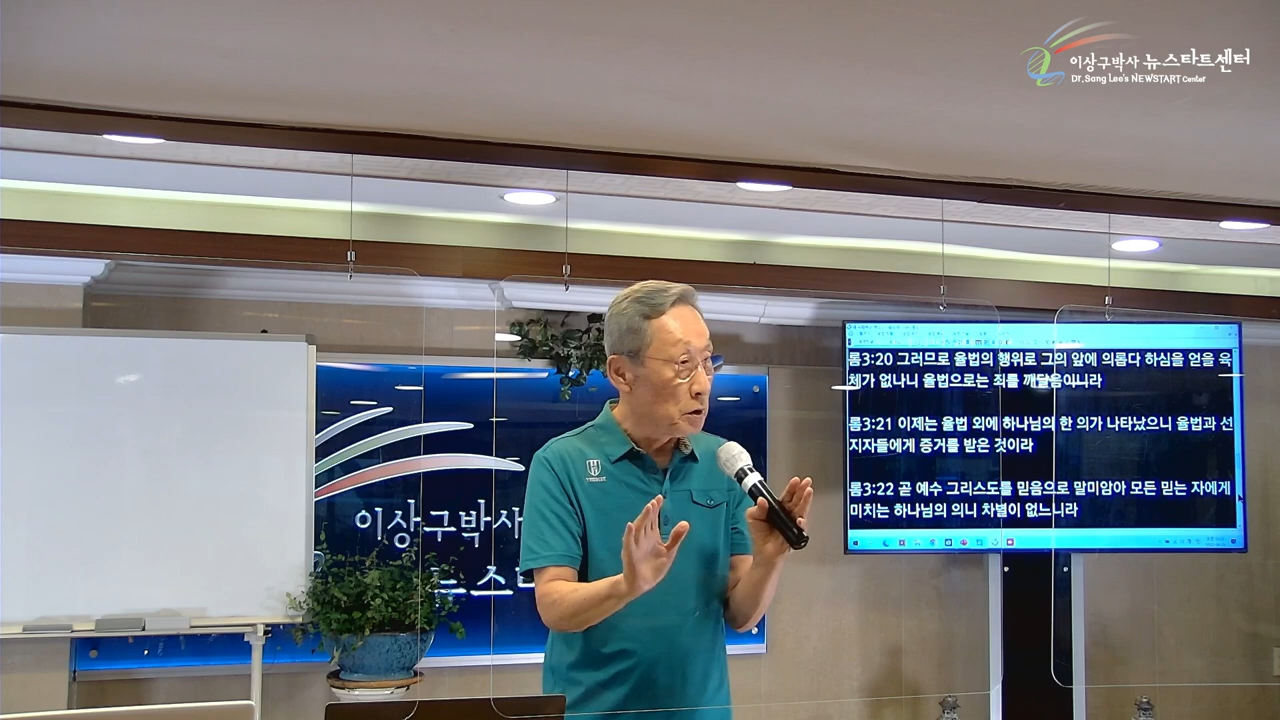 이상구박사 뉴스타트센터
Dr. Sang Lee's NEWSTART Center
롬3:20 그러므로 율법의 행위로 그의 앞에 의롭다 하심을 얻을 육
체가 없나니 율법으로는 죄를 깨달음이니라
롬3:21 이제는 율법 외에 하나님의 한 의가 나타났으니 율법과 선
지자들에게 증거를 받은 것이라
롬3:22 곧 예수 그리스도를 믿음으로 말미암아 모든 믿는 자에게
미치는 하나님의 의니 차별이 없느니라
이상구박사
뉴스타